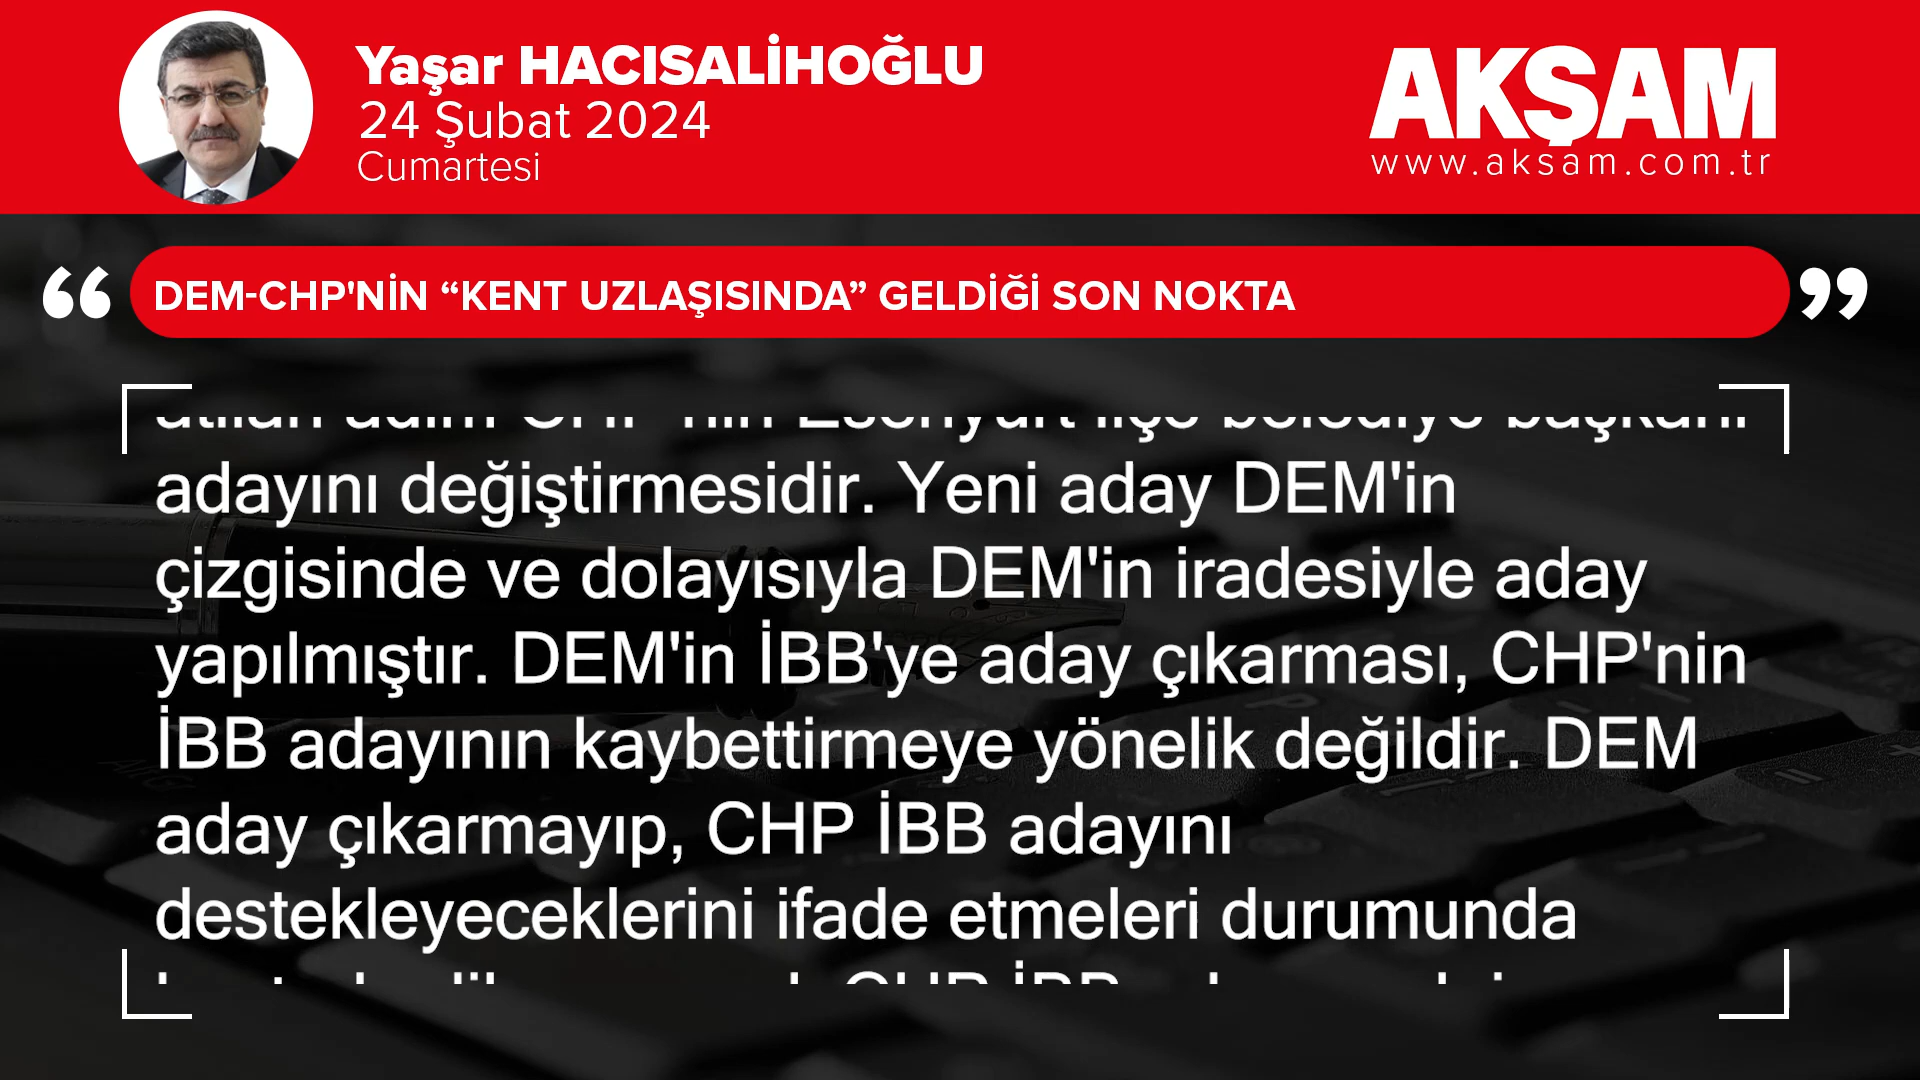 Yaşar HACISALİHOĞLU
24 Şubat 2024
Cumartesi
AKŞAM
www.aksam.com.tr
“
DEM-CHP'NİN “KENT UZLAŞISINDA” GELDİĞİ SON NOKTA
”
adayını değiştirmesidir. Yeni aday DEM'in
çizgisinde ve dolayısıyla DEM'in iradesiyle aday
yapılmıştır. DEM'in İBB'ye aday çıkarması, CHP'nin
İBB adayının kaybettirmeye yönelik değildir. DEM
aday çıkarmayıp, CHP İBB adayını
destekleyeceklerini ifade etmeleri durumunda